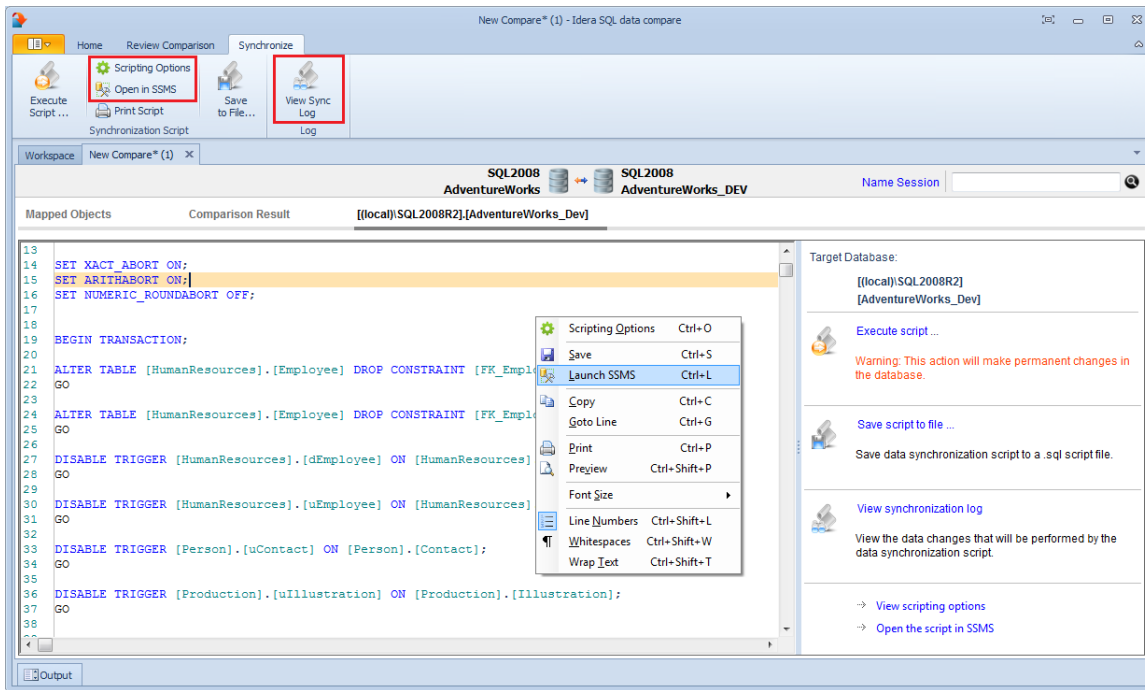 New Compare* (1) - Idera SQL data compare
Home Review Comparison Synchronize
Execute Script ...
Scripting Options
Open in SSMS
Print Script
Save to File...
View Sync Log
Synchronization Script
Log
Workspace New Compare* (1)
SQL2008 SQL2008
AdventureWorks AdventureWorks_DEV
Name Session
Mapped Objects Comparison Result [(local)\SQL2008R2].[AdventureWorks_Dev]
13
14 SET XACT_ABORT ON;
15 SET ARITHABORT ON;
16 SET NUMERIC_ROUNDABORT OFF;
17
18
19 BEGIN TRANSACTION;
20
21 ALTER TABLE [HumanResources].[Employee] DROP CONSTRAINT [FK_Empl
22 GO
23
24 ALTER TABLE [HumanResources].[Employee] DROP CONSTRAINT [FK_Empl
25 GO
26
27 DISABLE TRIGGER [HumanResources].[dEmployee] ON [HumanResources]
28 GO
29
30 DISABLE TRIGGER [HumanResources].[uEmployee] ON [HumanResources]
31 GO
32
33 DISABLE TRIGGER [Person].[uContact] ON [Person].[Contact];
34 GO
35
36 DISABLE TRIGGER [Production].[uIllustration] ON [Production].[Illustration];
37 GO
38
Scripting Options Ctrl+O
Save Ctrl+S
Launch SSMS Ctrl+L
Copy Ctrl+C
Goto Line Ctrl+G
Print Ctrl+P
Preview Ctrl+Shift+P
Font Size
Line Numbers Ctrl+Shift+L
Whitespaces Ctrl+Shift+W
Wrap Text Ctrl+Shift+T
Target Database:
[(local)\SQL2008R2]
[AdventureWorks_Dev]
Execute script ...
Warning: This action will make permanent changes in
the database.
Save script to file ...
Save data synchronization script to a .sql script file.
View synchronization log
View the data changes that will be performed by the
data synchronization script.
View scripting options
Open the script in SSMS
Output